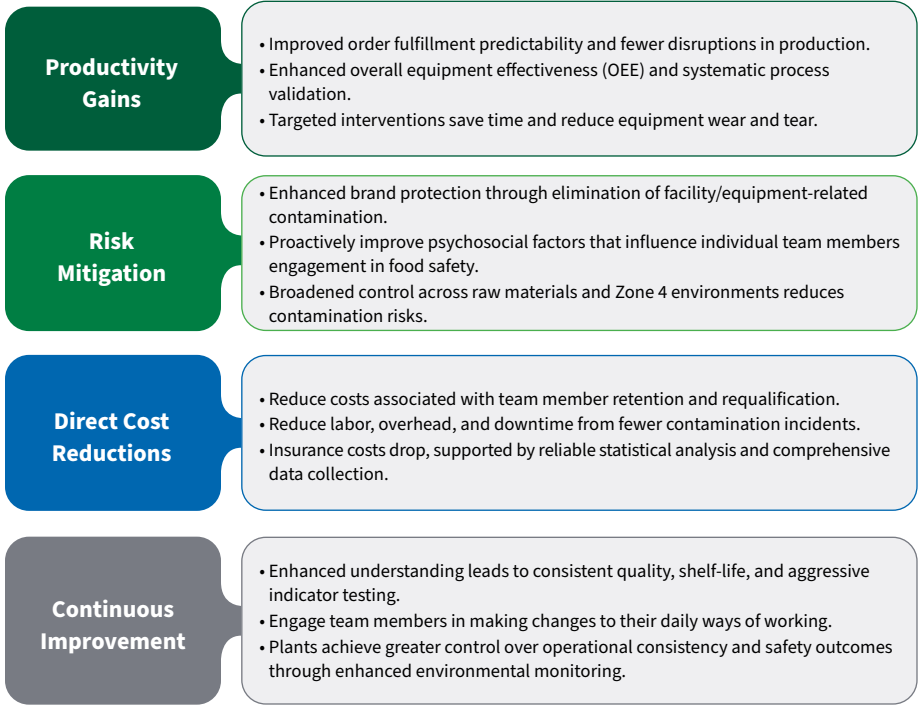 Productivity
Gains
• Improved order fulfillment predictability and fewer disruptions in production.
• Enhanced overall equipment effectiveness (OEE) and systematic process
validation.
• Targeted interventions save time and reduce equipment wear and tear.
Risk
Mitigation
• Enhanced brand protection through elimination of facility/equipment-related
contamination.
• Proactively improve psychosocial factors that influence individual team members
engagement in food safety.
• Broadened control across raw materials and Zone 4 environments reduces
contamination risks.
Direct Cost
Reductions
• Reduce costs associated with team member retention and requalification.
• Reduce labor, overhead, and downtime from fewer contamination incidents.
• Insurance costs drop, supported by reliable statistical analysis and comprehensive
data collection.
Continuous
Improvement
• Enhanced understanding leads to consistent quality, shelf-life, and aggressive
indicator testing.
• Engage team members in making changes to their daily ways of working.
• Plants achieve greater control over operational consistency and safety outcomes
through enhanced environmental monitoring.